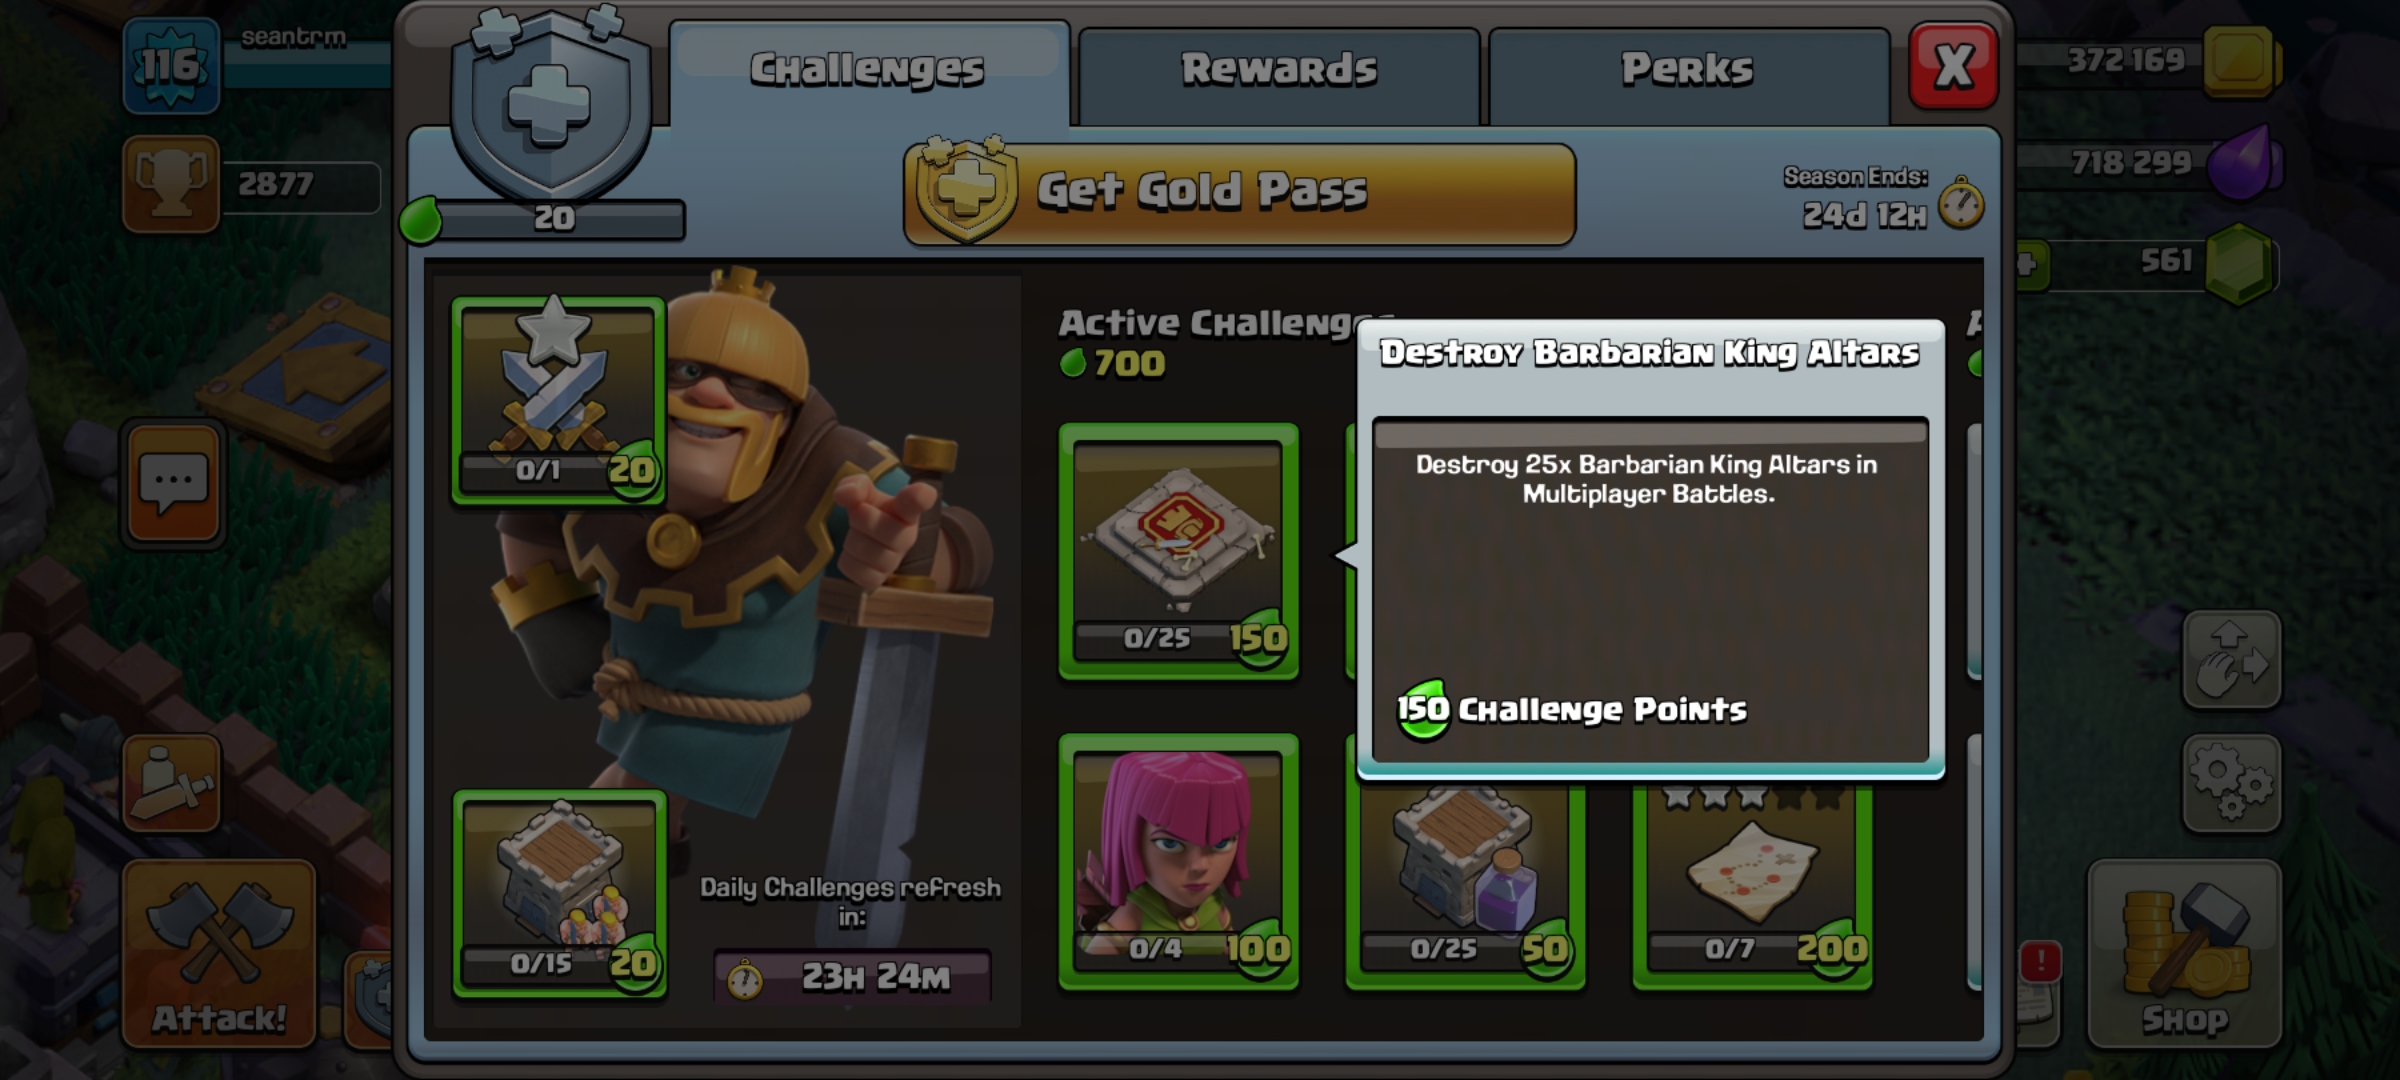 116
seantrm
2877
Challenges
Rewards
Perks
X
372 169
718 299
561
20
Get Gold Pass
Season Ends:
24d 12H
0/1
20
Active Challenge
700
Destroy Barbarian King Altars
Destroy 25x Barbarian King Altars in
Multiplayer Battles.
150 Challenge Points
0/25
150
0/15
20
Daily Challenges refresh
in:
23H 24M
0/4
100
0/25
50
0/7
200
Attack!
!
Shop